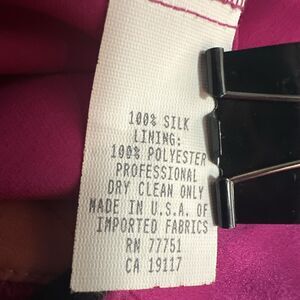 100% SILK
LINING:
100% POLYESTER
PROFESSIONAL
DRY CLEAN ONLY
MADE IN U.S.A. OF
IMPORTED FABRICS
RN 77751
CA 19117